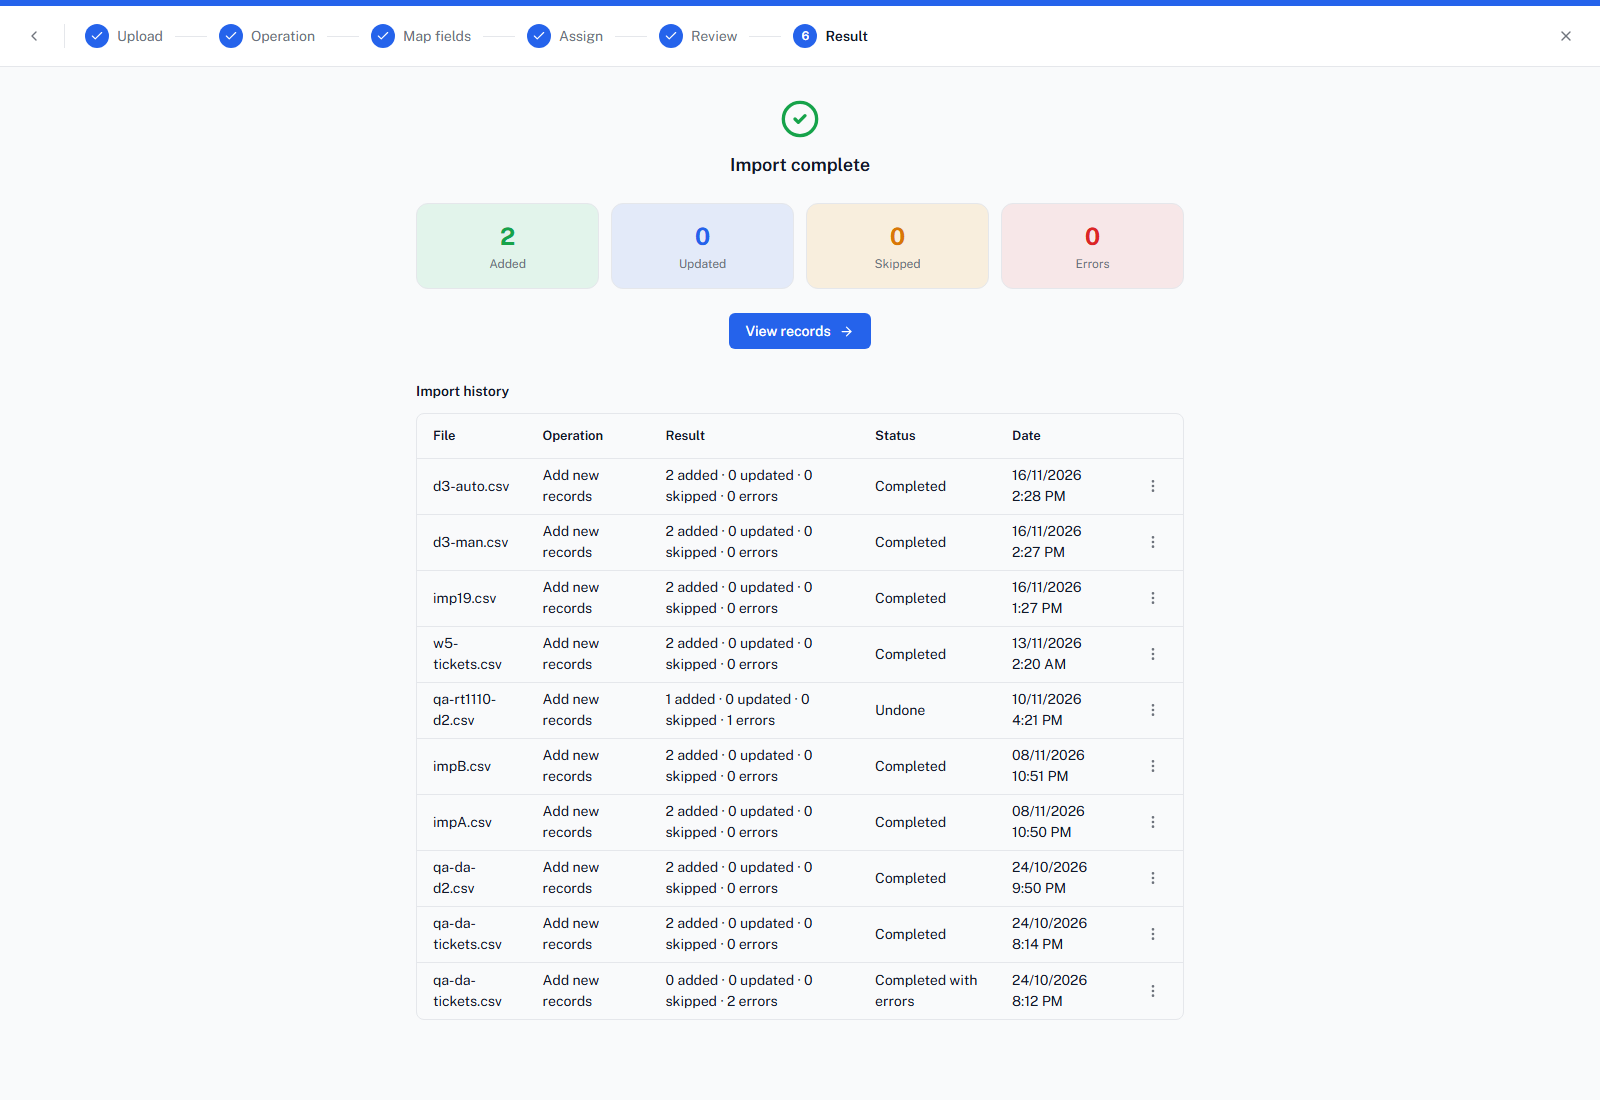 Upload
Operation
Map fields
Assign
Review
6 Result
Import complete
2
Added
0
Updated
0
Skipped
0
Errors
View records
Import history
File Operation Result Status Date
d3-auto.csv Add new records 2 added · 0 updated · 0 skipped · 0 errors Completed 16/11/2026 2:28 PM
d3-man.csv Add new records 2 added · 0 updated · 0 skipped · 0 errors Completed 16/11/2026 2:27 PM
imp19.csv Add new records 2 added · 0 updated · 0 skipped · 0 errors Completed 16/11/2026 1:27 PM
w5-tickets.csv Add new records 2 added · 0 updated · 0 skipped · 0 errors Completed 13/11/2026 2:20 AM
qa-rt1110-d2.csv Add new records 1 added · 0 updated · 0 skipped · 1 errors Undone 10/11/2026 4:21 PM
impB.csv Add new records 2 added · 0 updated · 0 skipped · 0 errors Completed 08/11/2026 10:51 PM
impA.csv Add new records 2 added · 0 updated · 0 skipped · 0 errors Completed 08/11/2026 10:50 PM
qa-da-d2.csv Add new records 2 added · 0 updated · 0 skipped · 0 errors Completed 24/10/2026 9:50 PM
qa-da-tickets.csv Add new records 2 added · 0 updated · 0 skipped · 0 errors Completed 24/10/2026 8:14 PM
qa-da-tickets.csv Add new records 0 added · 0 updated · 0 skipped · 2 errors Completed with errors 24/10/2026 8:12 PM